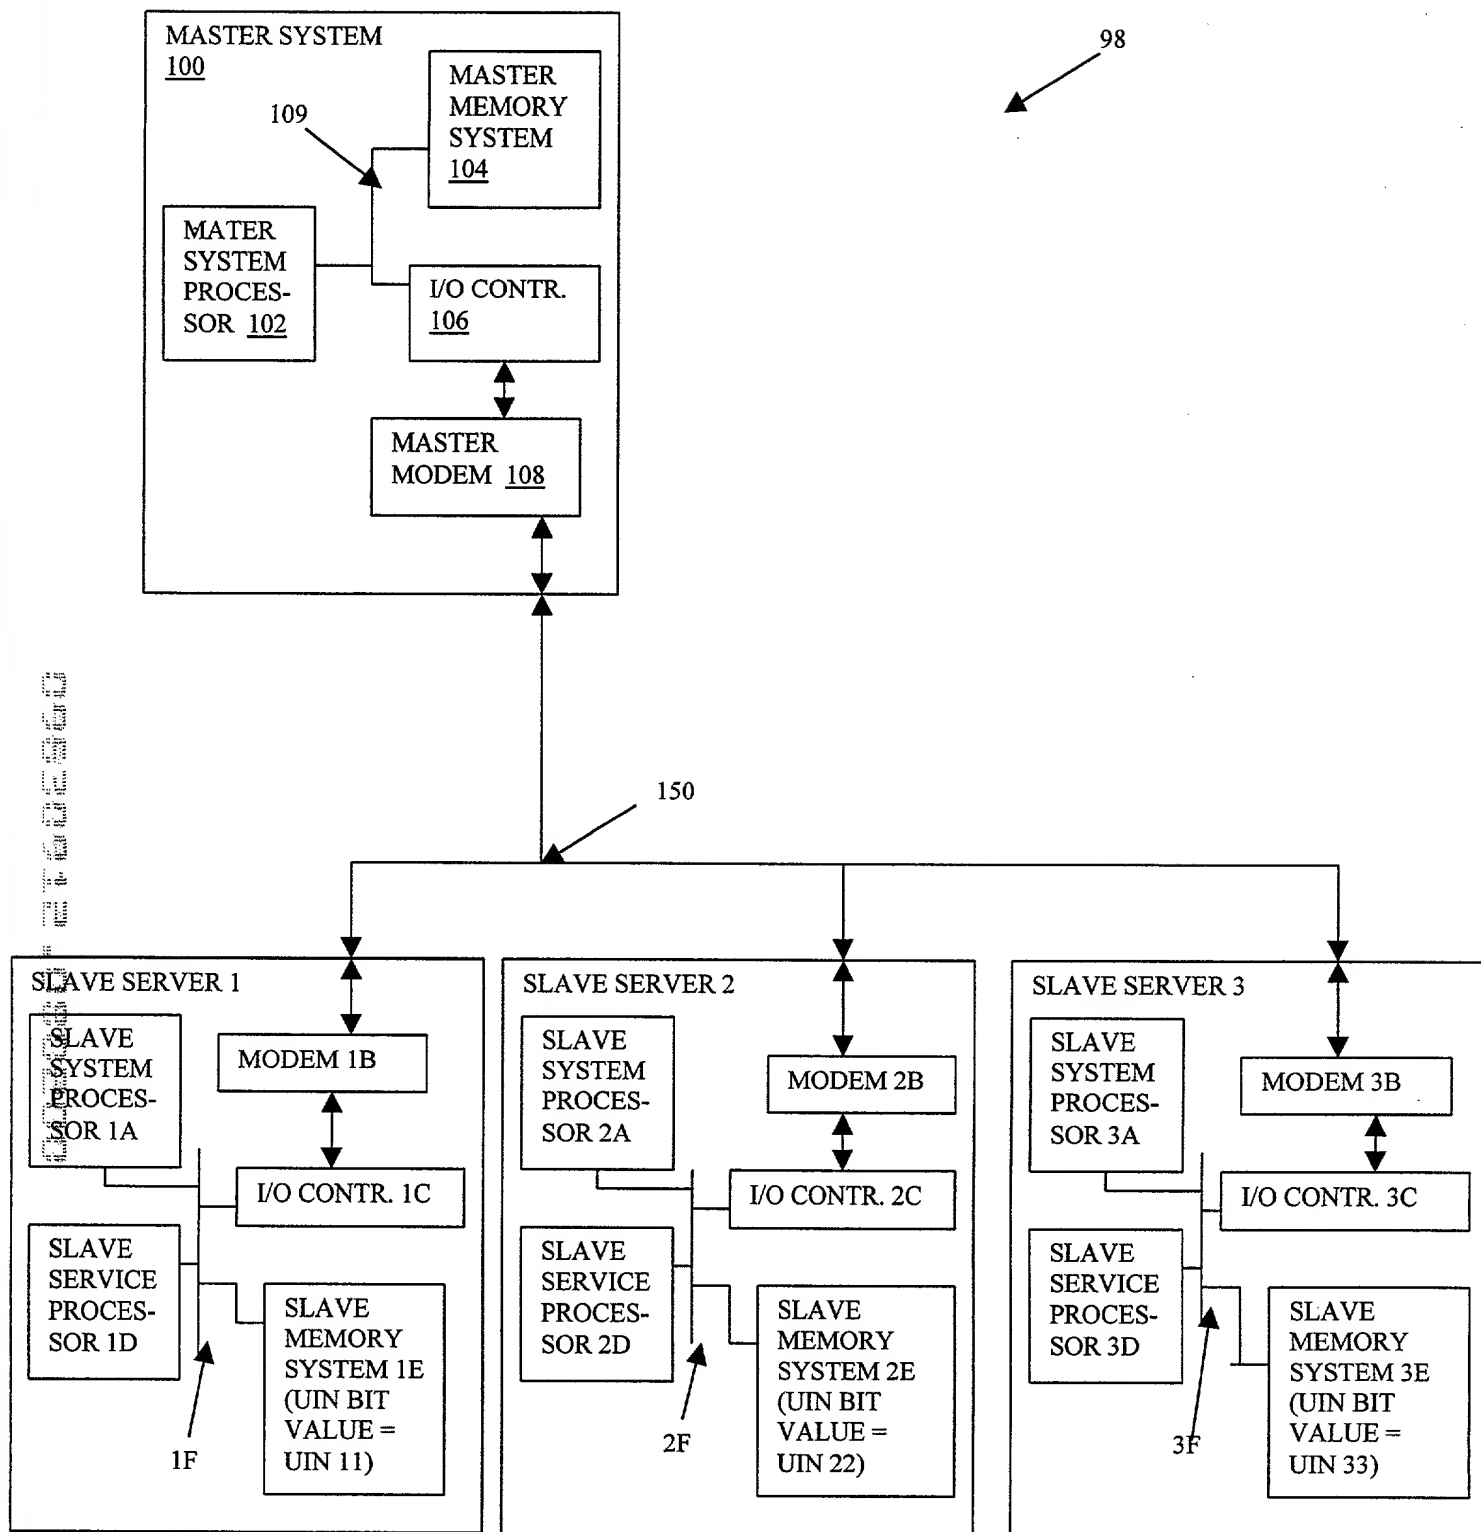 MASTER SYSTEM
100
98
MASTER
MEMORY
SYSTEM
104
109
MATER
SYSTEM
PROCES-
SOR 102
I/O CONTR.
106
MASTER
MODEM 108
150
SLAVE SERVER 1
SLAVE
SYSTEM
PROCES-
SOR 1A
MODEM 1B
I/O CONTR. 1C
SLAVE
SERVICE
PROCES-
SOR 1D
SLAVE
MEMORY
SYSTEM 1E
(UIN BIT
VALUE =
UIN 11)
1F
SLAVE SERVER 2
SLAVE
SYSTEM
PROCES-
SOR 2A
MODEM 2B
I/O CONTR. 2C
SLAVE
SERVICE
PROCES-
SOR 2D
SLAVE
MEMORY
SYSTEM 2E
(UIN BIT
VALUE =
UIN 22)
2F
SLAVE SERVER 3
SLAVE
SYSTEM
PROCES-
SOR 3A
MODEM 3B
I/O CONTR. 3C
SLAVE
SERVICE
PROCES-
SOR 3D
SLAVE
MEMORY
SYSTEM 3E
(UIN BIT
VALUE =
UIN 33)
3F